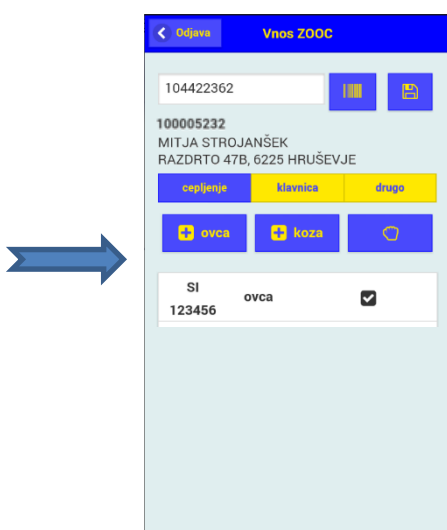 Odjava Vnos ZOOC
104422362
100005232
MITJA STROJANŠEK
RAZDRTO 47B, 6225 HRUŠEVJE
cepljenje klavnica drugo
ovca koza
SI
123456 ovca